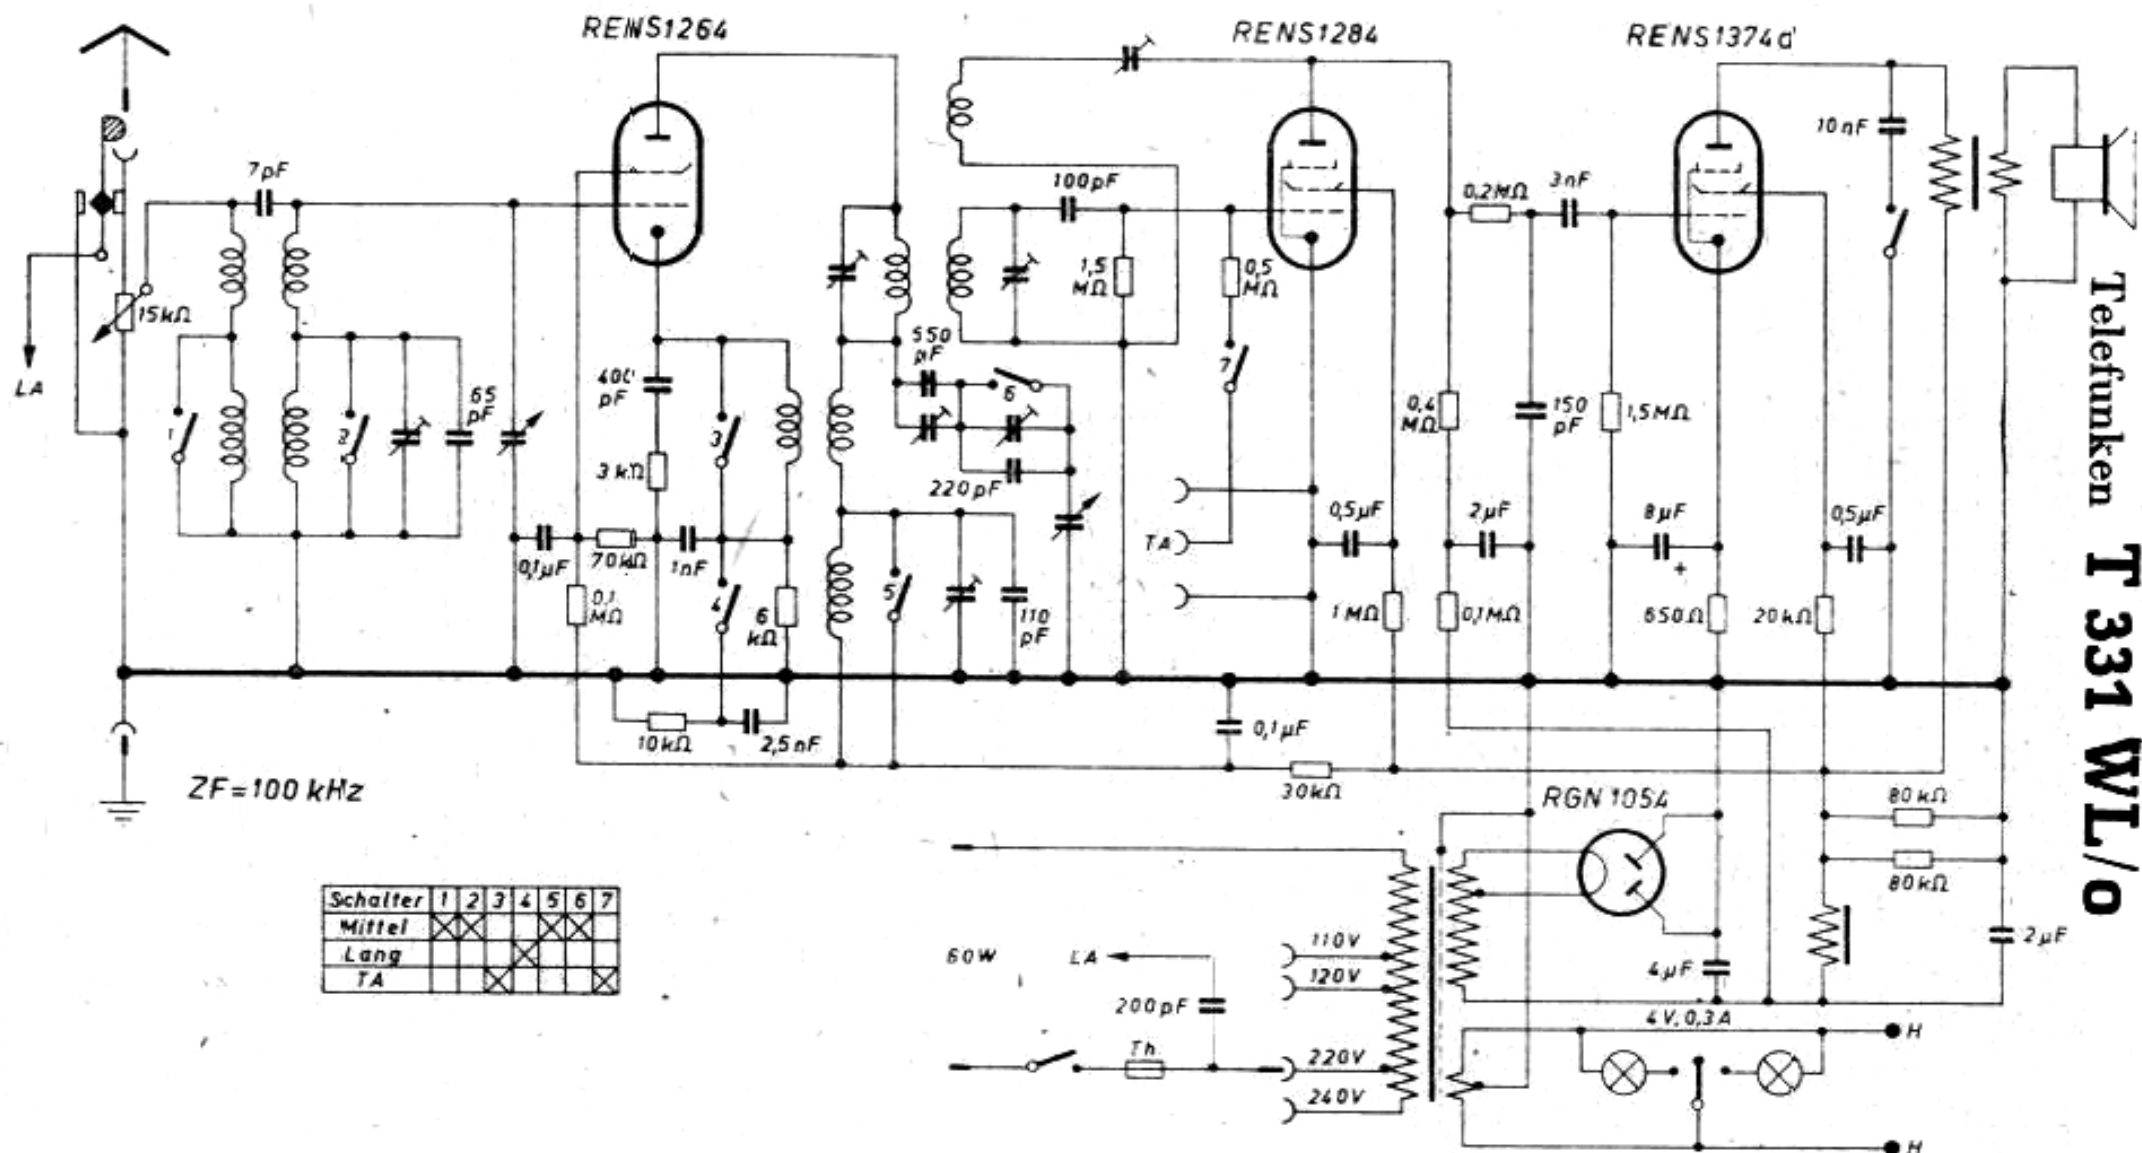 REWS1264
RENS1284
RENS1374d
7pF
100pF
0,2MΩ
3nF
10nF
15kΩ
LA
1,5
MΩ
0,5
MΩ
550
pF
6
7
65
pF
400
pF
1
2
3
3kΩ
220pF
0,4
MΩ
150
pF
1,5MΩ
TA
0,5µF
2µF
8µF
+
0,5µF
0,1µF
70kΩ
1nF
0,1
MΩ
4
6
kΩ
5
110
pF
1MΩ
0,1MΩ
650Ω
20kΩ
10kΩ
2,5nF
0,1µF
30kΩ
ZF=100 kHz
RGN 1054
80kΩ
80kΩ
Schalter 1 2 3 4 5 6 7
Mittel
Lang
TA
60W
LA
200pF
110V
120V
4µF
2µF
4V, 0,3A
H
Th.
220V
240V
H
Telefunken T 331 WL/o